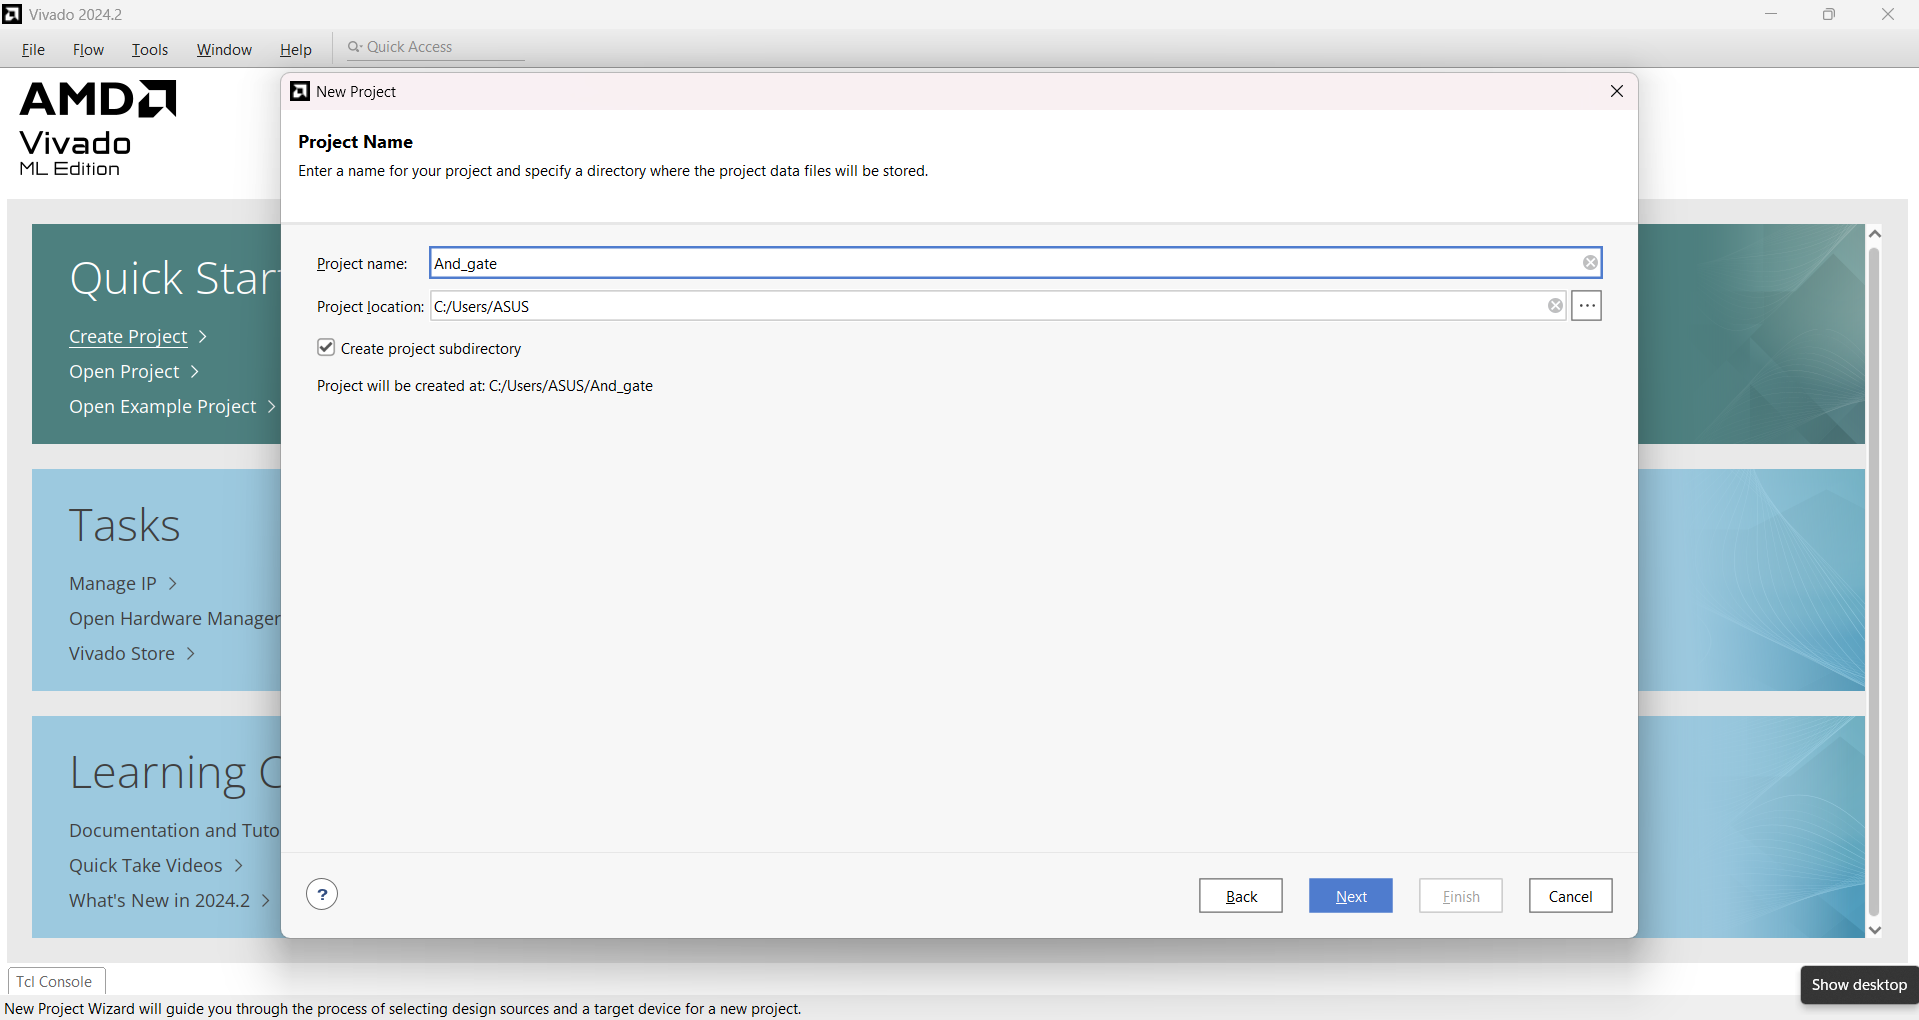 Vivado 2024.2
File Flow Tools Window Help Quick Access
AMD
Vivado
ML Edition
New Project
Project Name
Enter a name for your project and specify a directory where the project data files will be stored.
Project name: And_gate
Project location: C:/Users/ASUS ...
Create project subdirectory
Project will be created at: C:/Users/ASUS/And_gate
Quick Star
Create Project >
Open Project >
Open Example Project >
Tasks
Manage IP >
Open Hardware Manager
Vivado Store >
Learning C
Documentation and Tuto
Quick Take Videos >
What's New in 2024.2 >
? Back Next Finish Cancel
Tcl Console
Show desktop
New Project Wizard will guide you through the process of selecting design sources and a target device for a new project.